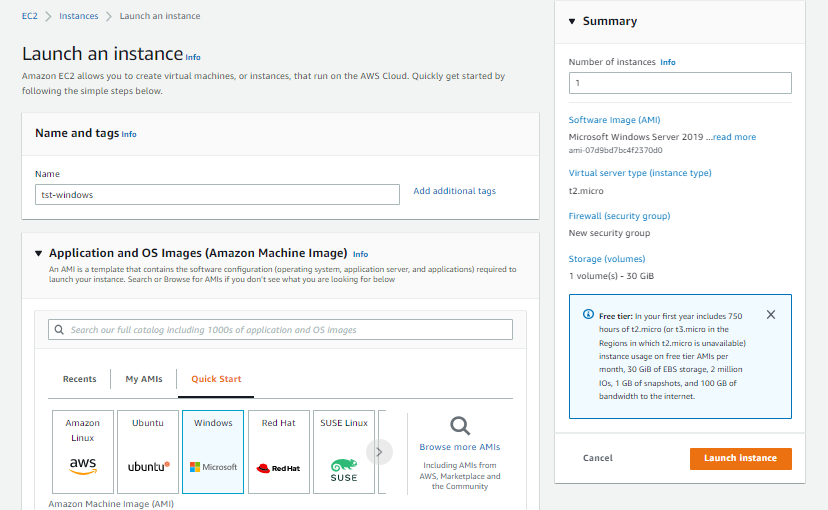 EC2 > Instances > Launch an instance
Launch an instance Info
Amazon EC2 allows you to create virtual machines, or instances, that run on the AWS Cloud. Quickly get started by
following the simple steps below.
Name and tags Info
Name
tst-windows
Add additional tags
Application and OS Images (Amazon Machine Image) Info
An AMI is a template that contains the software configuration (operating system, application server, and applications) required to
launch your instance. Search or Browse for AMIs if you don't see what you are looking for below
Search our full catalog including 1000s of application and OS images
Recents
My AMIs
Quick Start
Amazon
Linux
aws
Ubuntu
ubuntu
Windows
Microsoft
Red Hat
Red Hat
SUSE Linux
SUSE
Browse more AMIs
Including AMIs from
AWS, Marketplace and
the Community
Amazon Machine Image (AMI)
Summary
Number of instances Info
1
Software Image (AMI)
Microsoft Windows Server 2019 ...read more
ami-07d9bd7bc4f2370d0
Virtual server type (instance type)
t2.micro
Firewall (security group)
New security group
Storage (volumes)
1 volume(s) - 30 GiB
Free tier: In your first year includes 750
hours of t2.micro (or t3.micro in the
Regions in which t2.micro is unavailable)
instance usage on free tier AMIs per
month, 30 GiB of EBS storage, 2 million
IOs, 1 GB of snapshots, and 100 GB of
bandwidth to the internet.
Cancel
Launch Instance